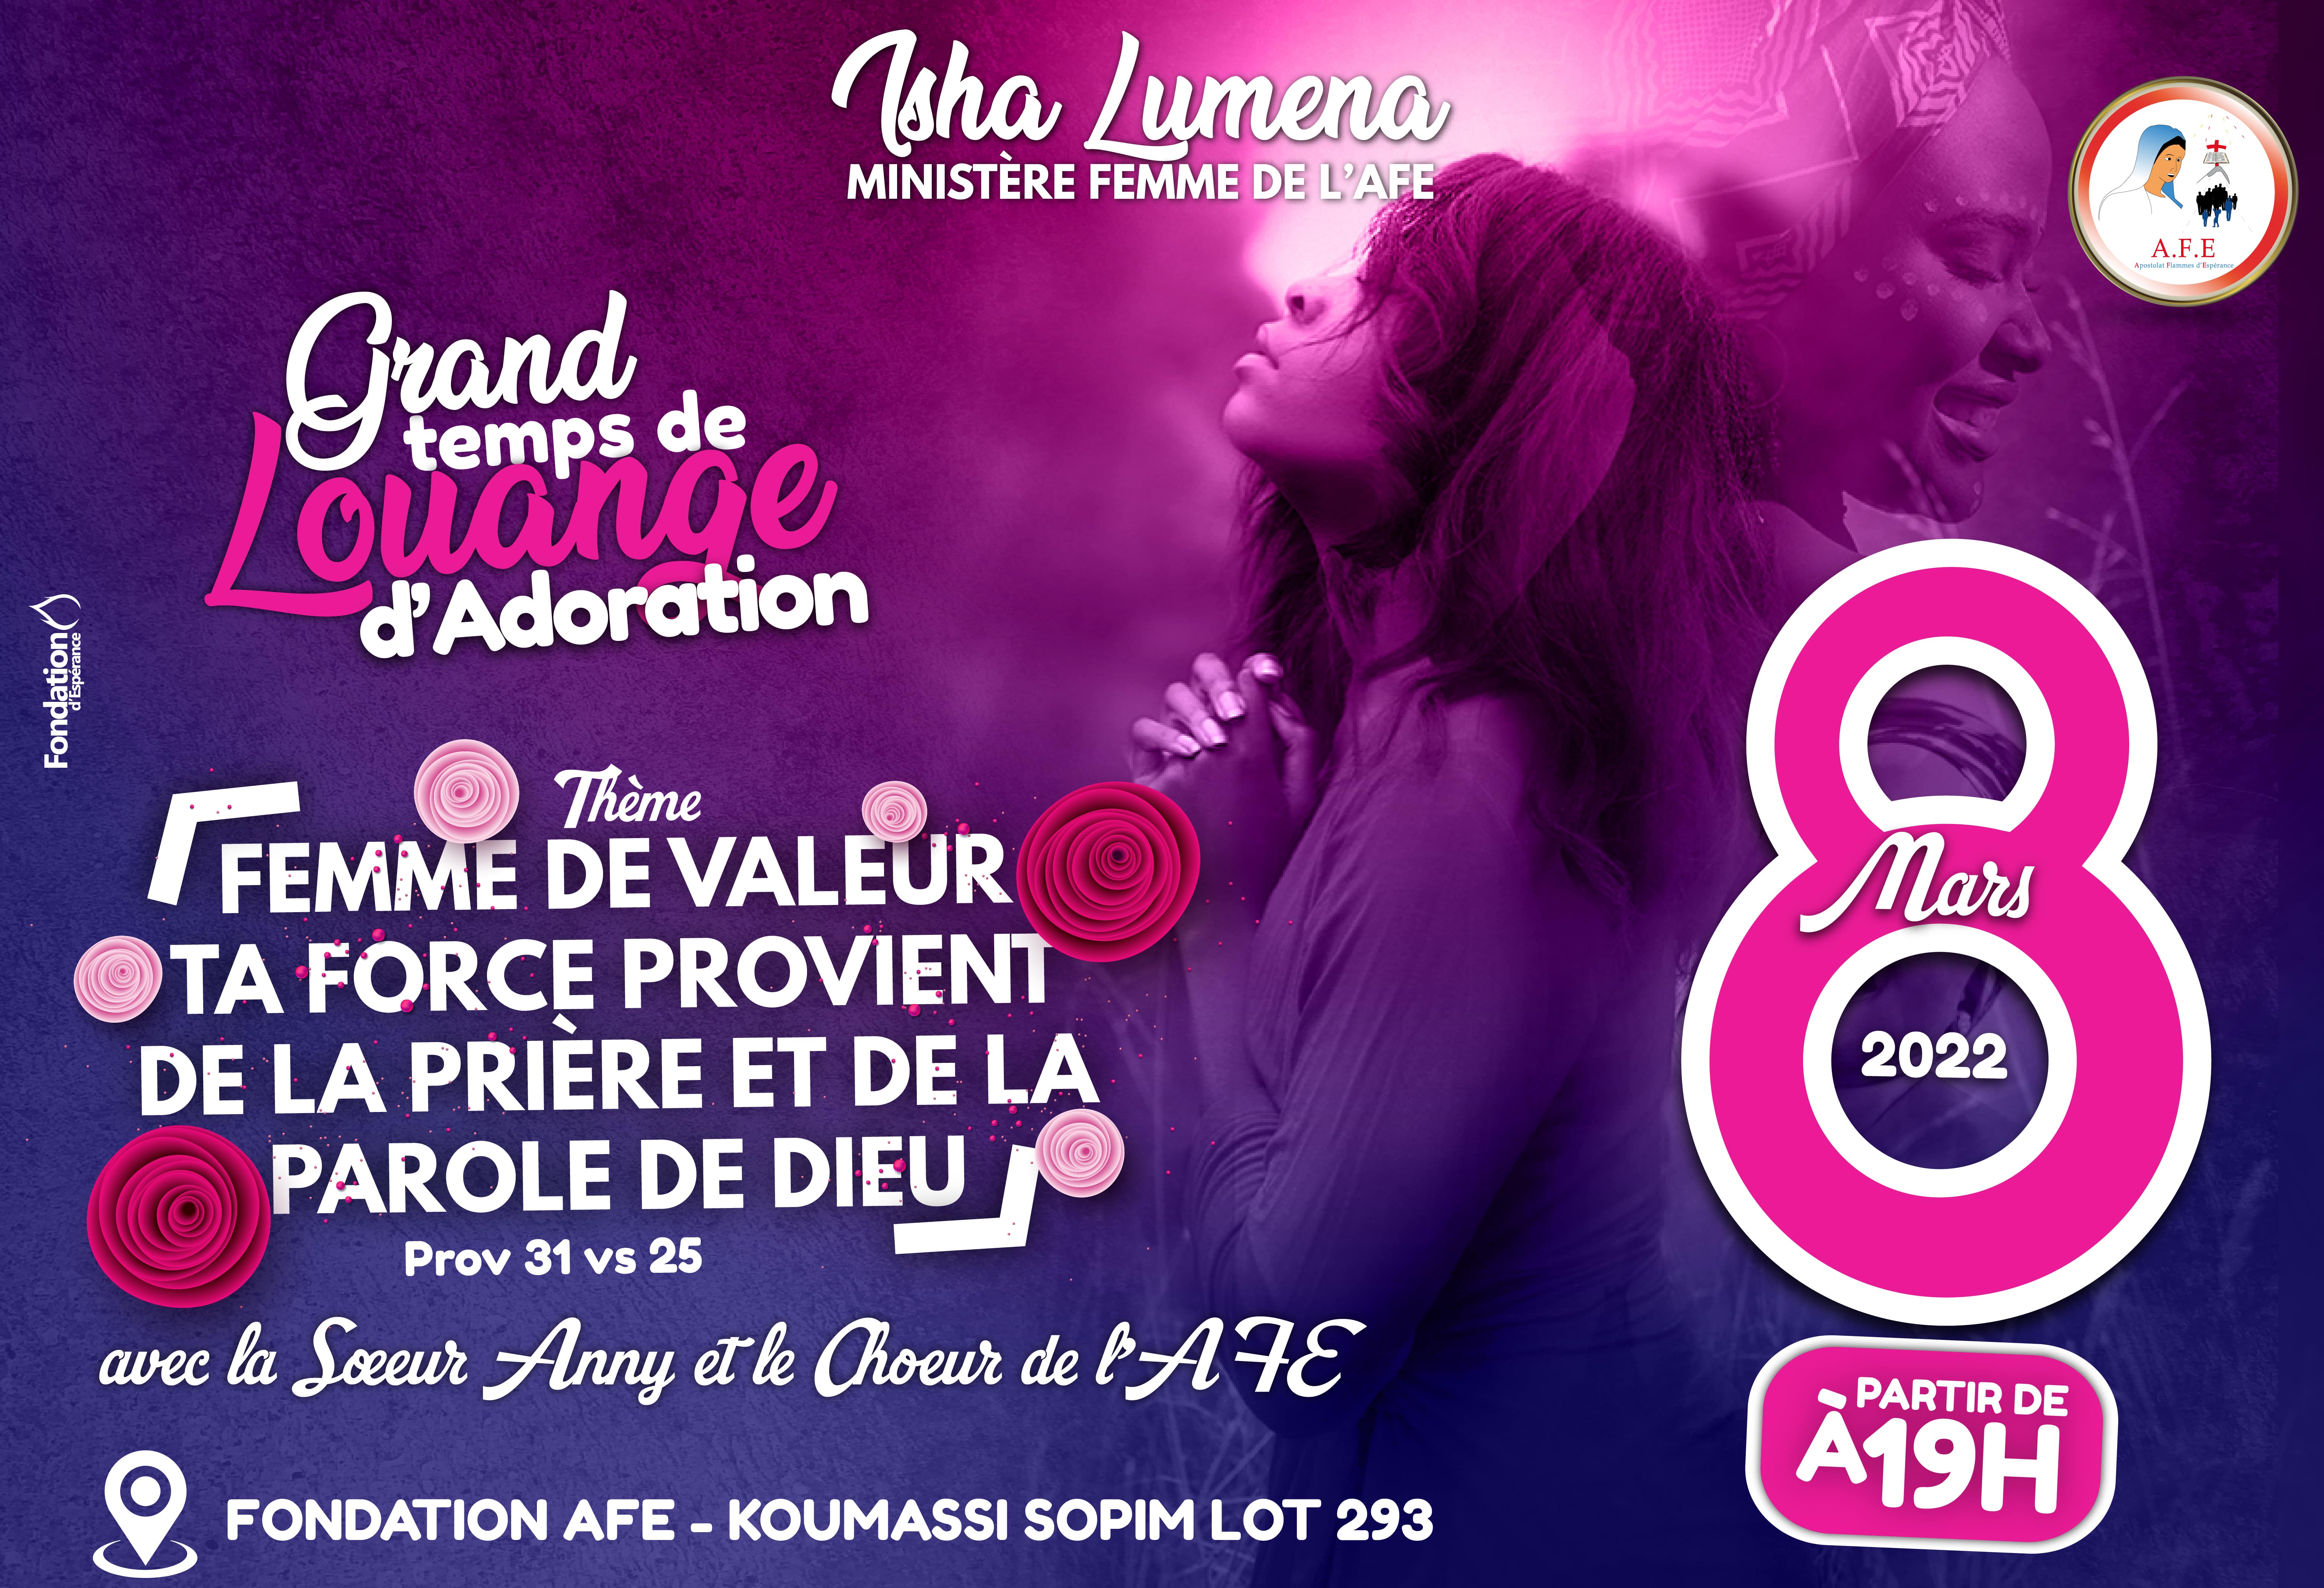 Isha Lumena
MINISTÈRE FEMME DE L'AFE
A.F.E
Apostolat Flammes d'Espérance
Grand
temps de
Louange
d'Adoration
Fondation
d'Espérance
Thème
FEMME DE VALEUR
TA FORCE PROVIENT
DE LA PRIÈRE ET DE LA
PAROLE DE DIEU
Prov 31 vs 25
avec la Sœeur Anny et le Choeur de l'AFE
8
Mars
2022
PARTIR DE
À 19H
FONDATION AFE - KOUMASSI SOPIM LOT 293